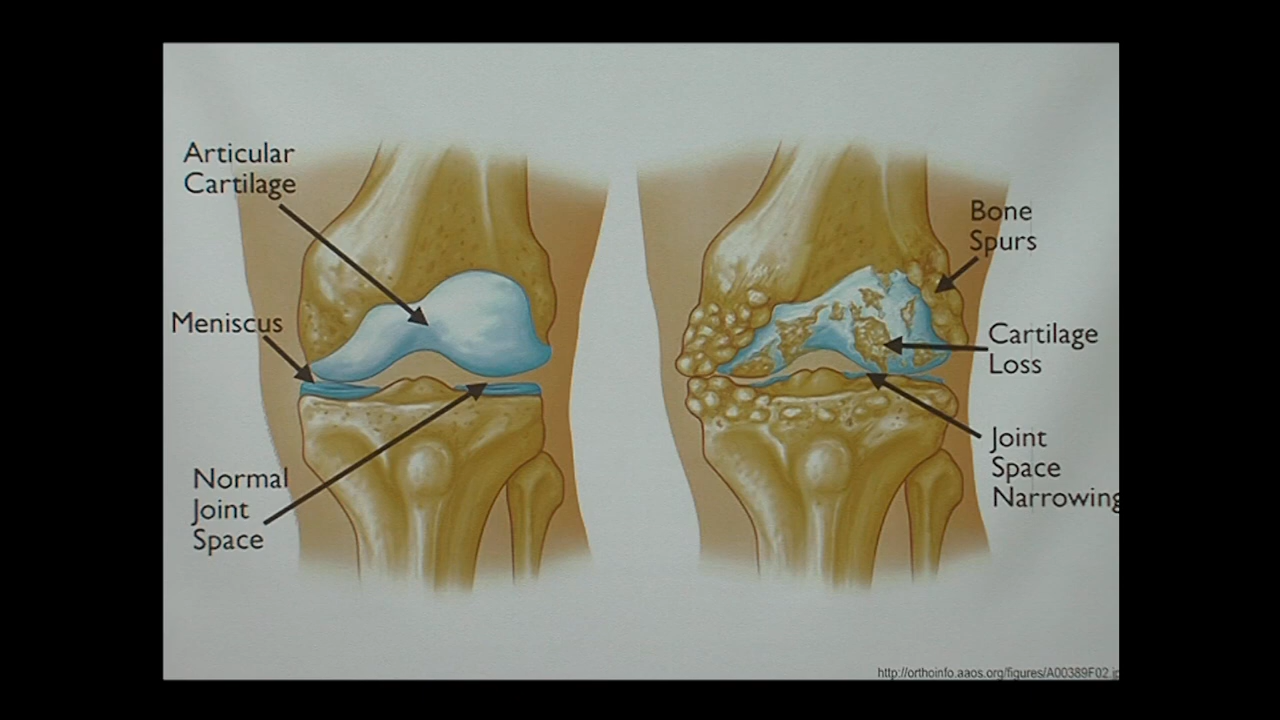 Articular
Cartilage
Meniscus
Normal
Joint
Space
Bone
Spurs
Cartilage
Loss
Joint
Space
Narrowing
http://orthoinfo.aaos.org/figures/A00389F02.jp